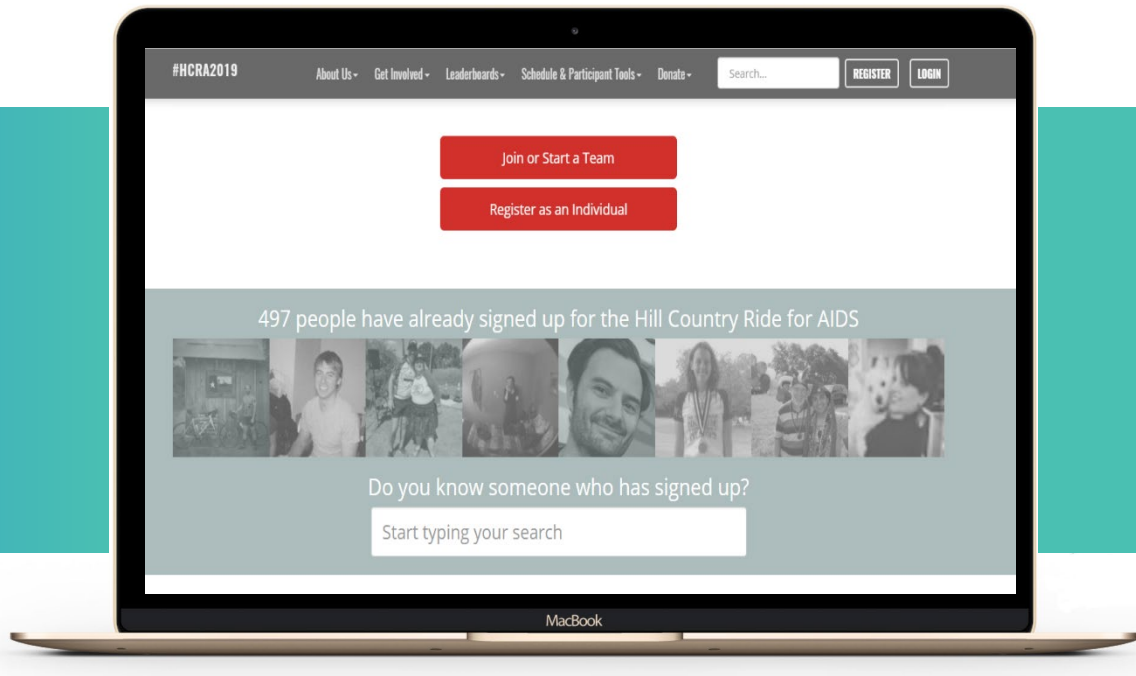 #HCRA2019
About Us Get Involved Leaderboards Schedule & Participant Tools Donate Search... REGISTER LOGIN
Join or Start a Team
Register as an Individual
497 people have already signed up for the Hill Country Ride for AIDS
Do you know someone who has signed up?
Start typing your search
MacBook